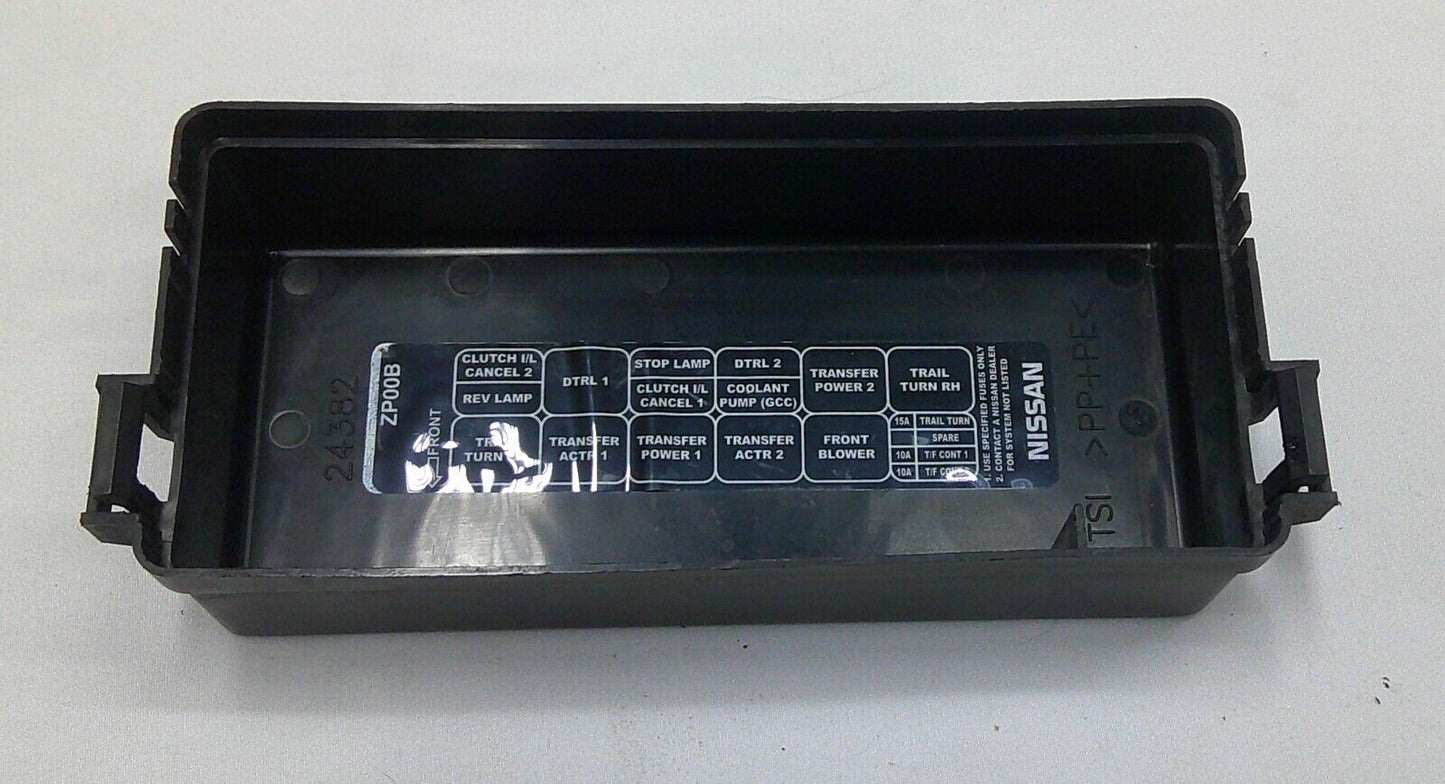 24382
ZP00B
FRONT
CLUTCH I/L
CANCEL 2
REV LAMP
DTRL 1
STOP LAMP
CLUTCH I/L
CANCEL 1
DTRL 2
COOLANT
PUMP (GCC)
TRANSFER
POWER 2
TRAIL
TURN RH
TURN
TRANSFER
ACTR 1
TRANSFER
POWER 1
TRANSFER
ACTR 2
FRONT
BLOWER
15A TRAIL TURN
SPARE
10A T/F CONT 1
10A T/F CONT
1. USE SPECIFIED FUSES ONLY
2. CONTACT A NISSAN DEALER
FOR SYSTEM NOT LISTED
NISSAN
>PP+PE<
TSI